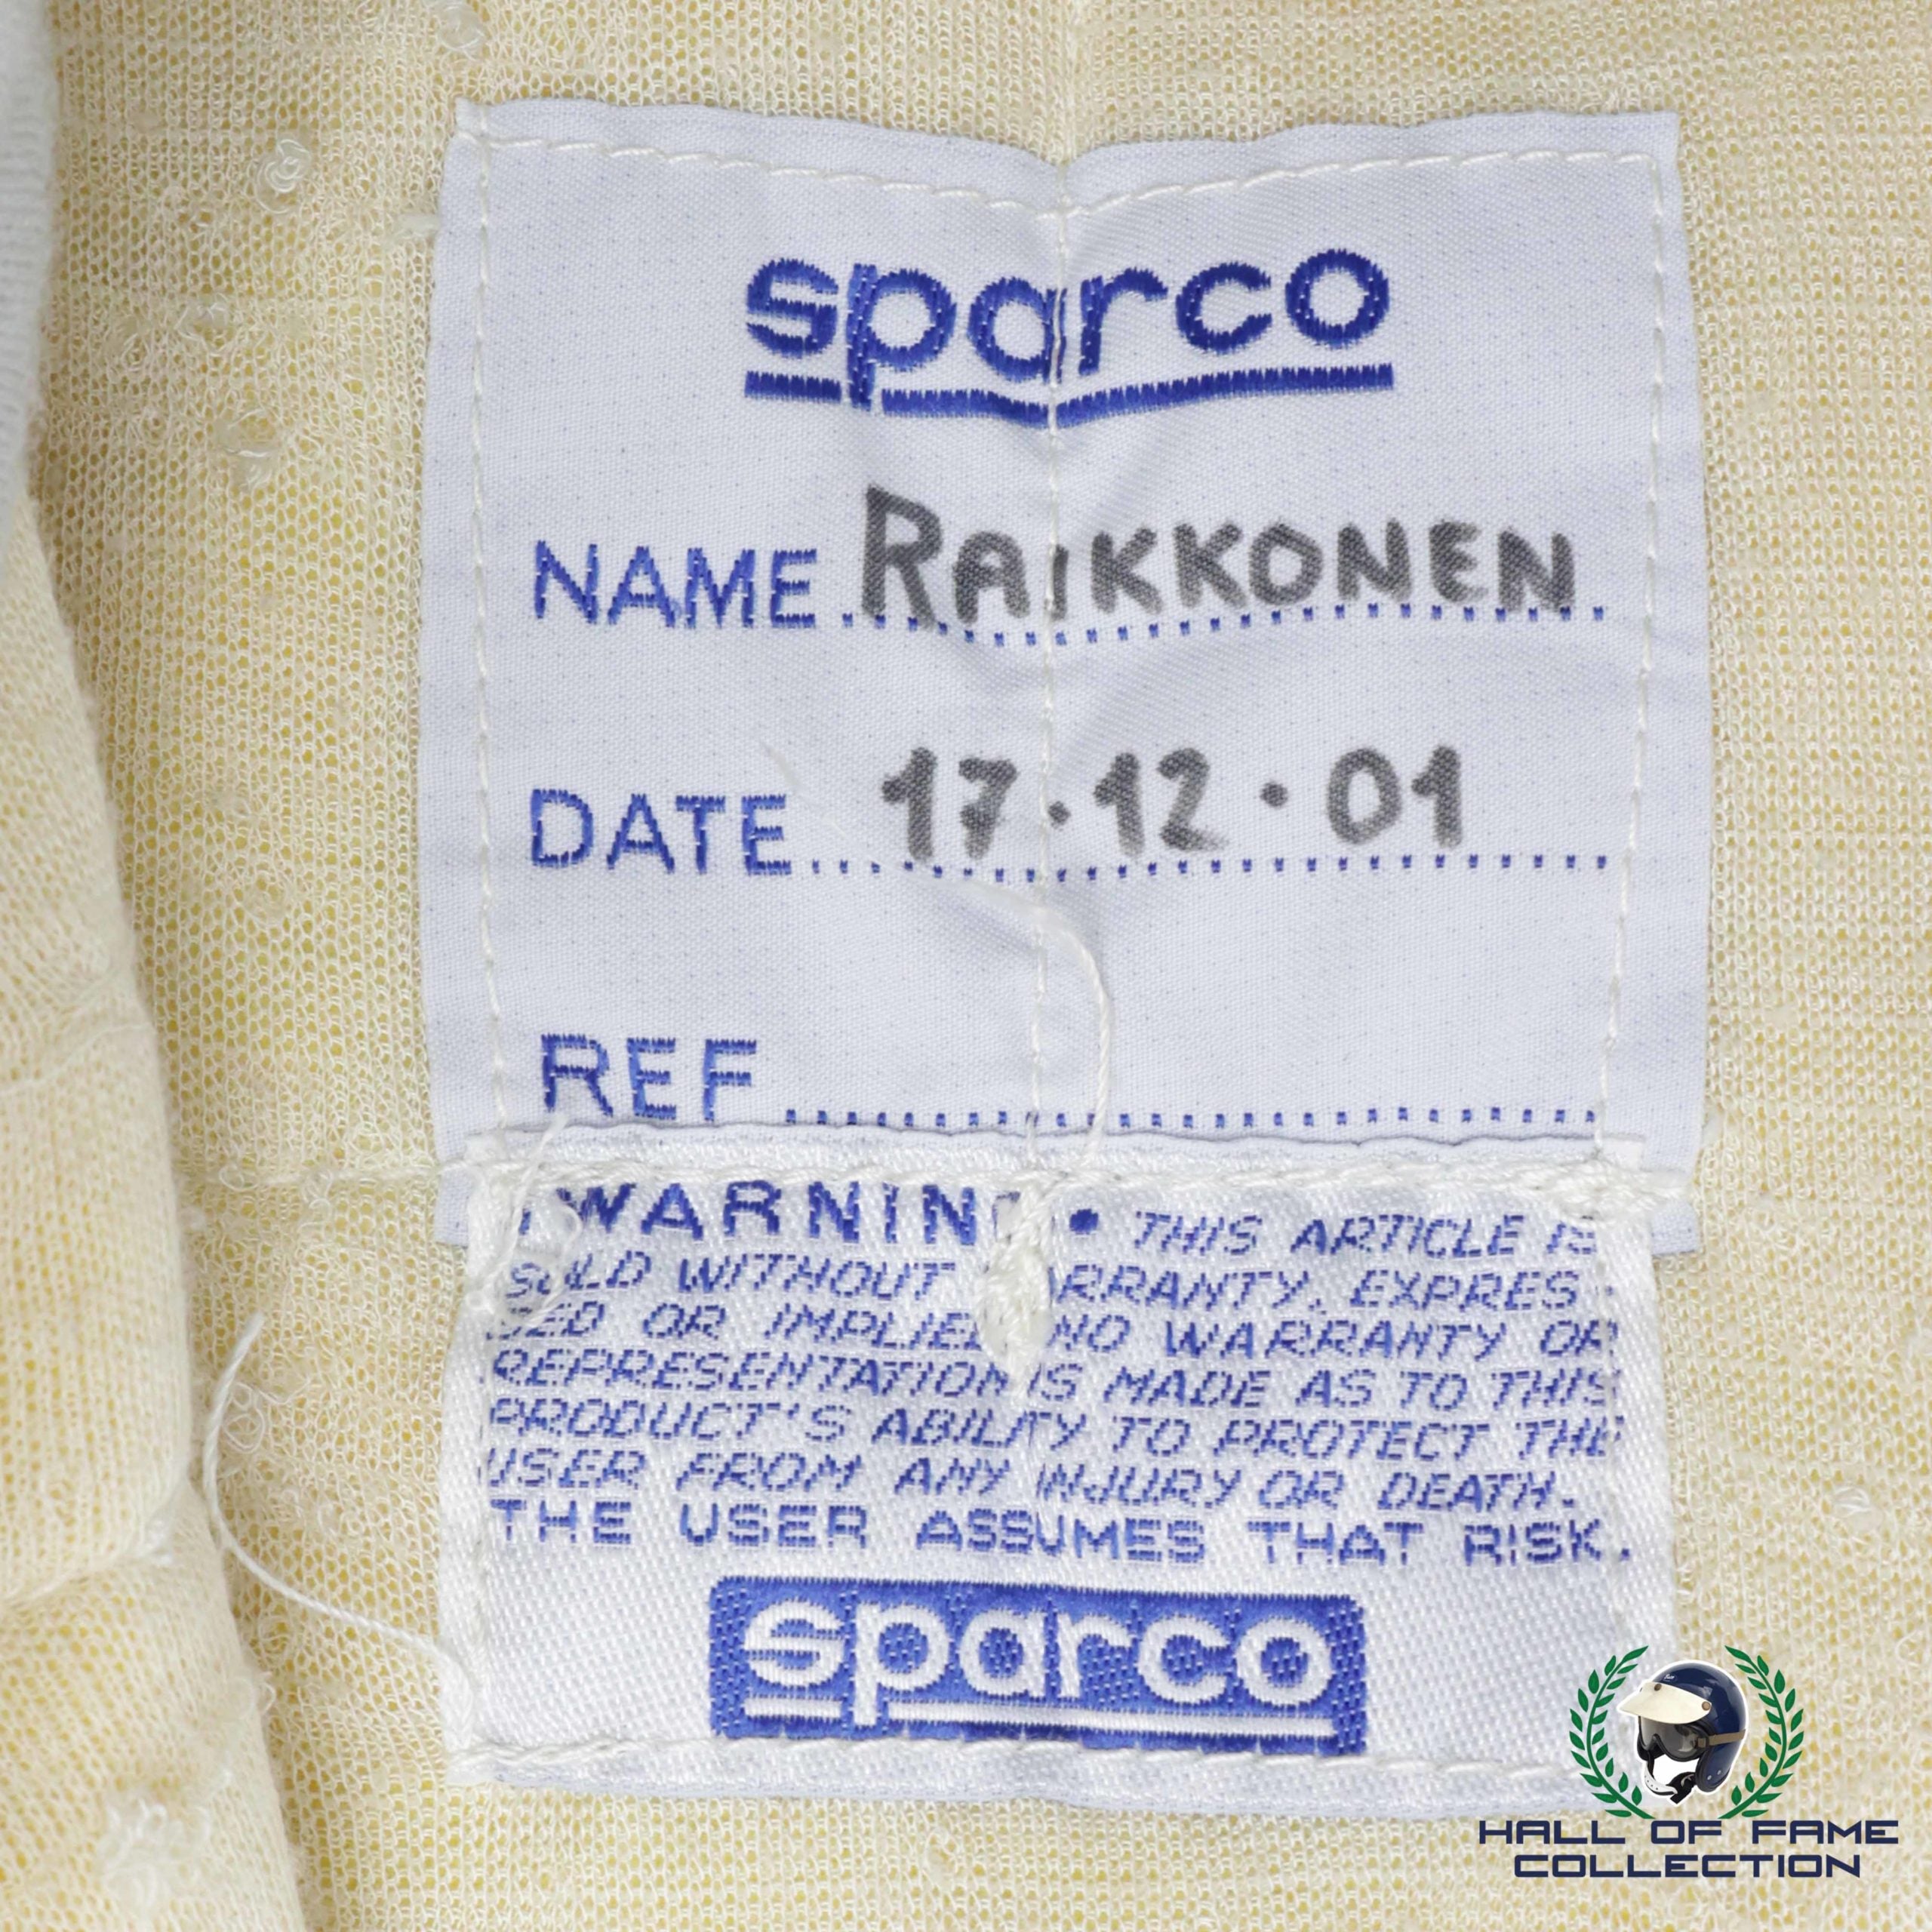 sparco
NAME RAIKKONEN
DATE 17·12·01
REF
WARNIN • THIS ARTICLE IS
SOLD WITHOUT RRANTY. EXPRES
SED OR IMPLIED NO WARRANTY OR
REPRESENTATION IS MADE AS TO THIS
PRODUCT'S ABILITY TO PROTECT THE
USER FROM ANY INJURY OR DEATH.
THE USER ASSUMES THAT RISK.
sparco
HALL OF FAME
COLLECTION